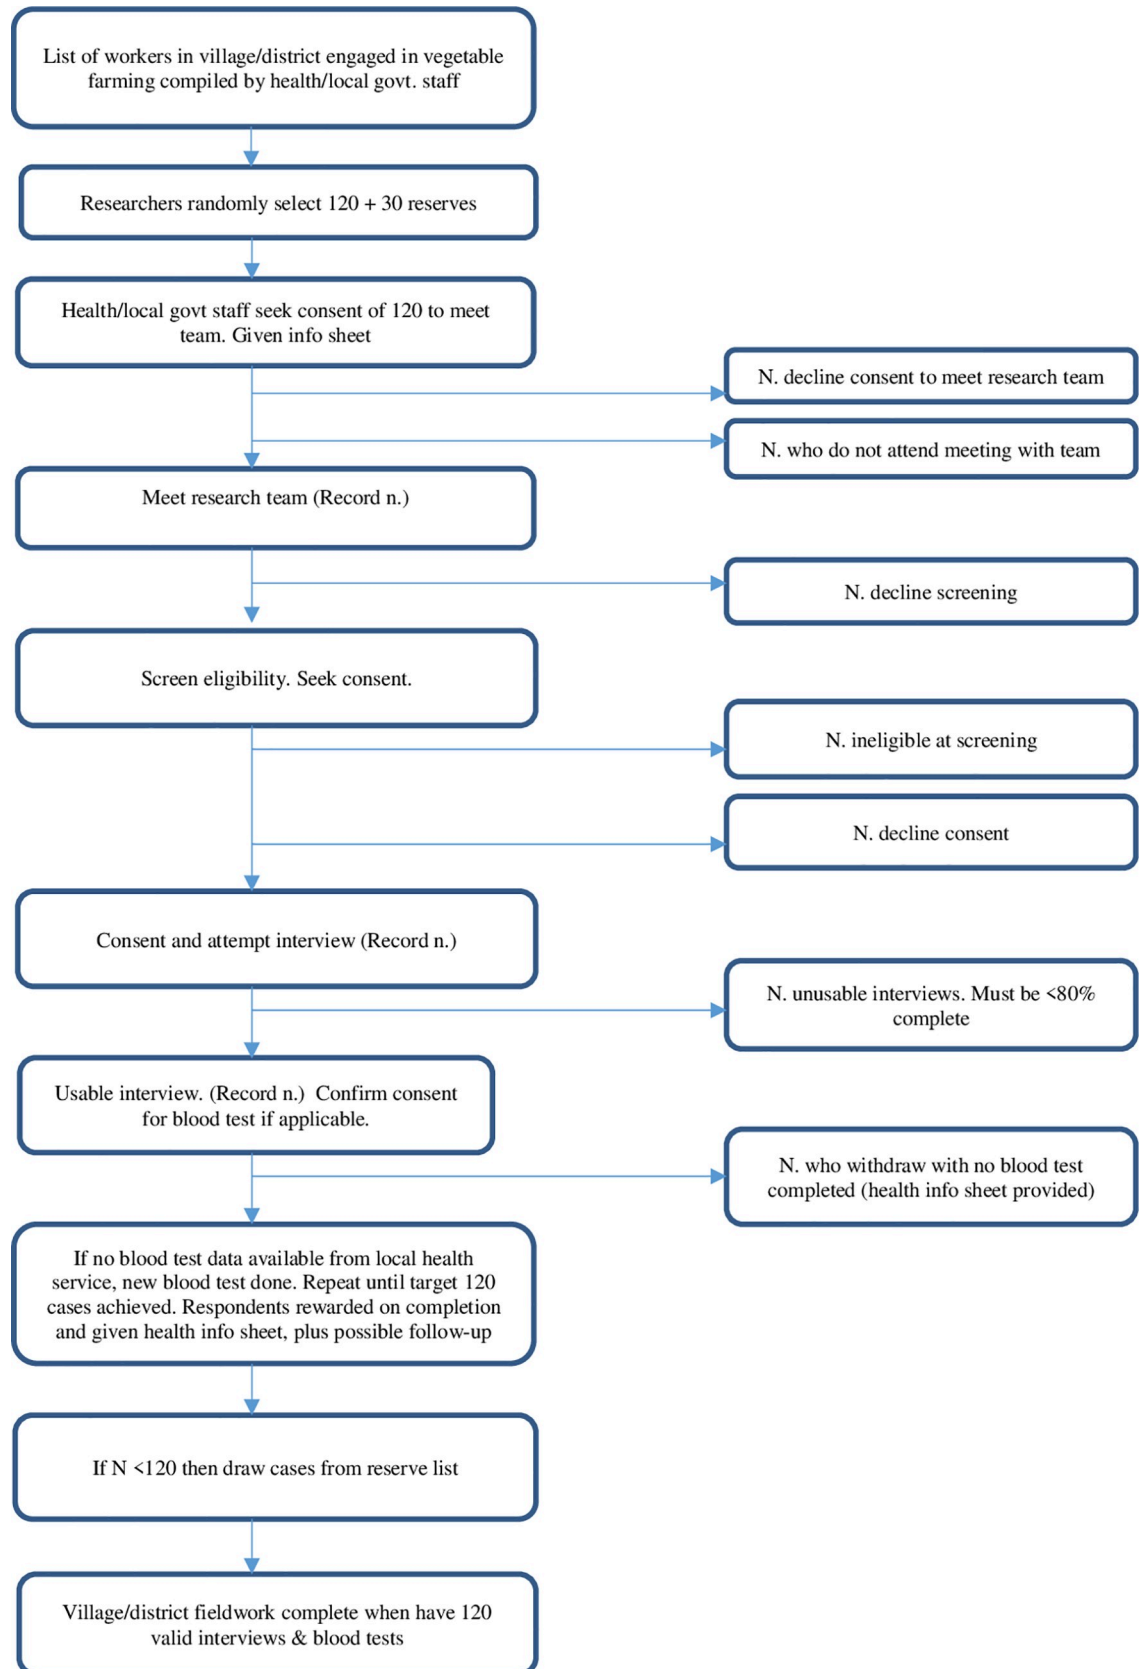 List of workers in village/district engaged in vegetable
farming compiled by health/local govt. staff
Researchers randomly select 120 + 30 reserves
Health/local govt staff seek consent of 120 to meet
team. Given info sheet
N. decline consent to meet research team
N. who do not attend meeting with team
Meet research team (Record n.)
N. decline screening
Screen eligibility. Seek consent.
N. ineligible at screening
N. decline consent
Consent and attempt interview (Record n.)
N. unusable interviews. Must be <80%
complete
Usable interview. (Record n.)  Confirm consent
for blood test if applicable.
N. who withdraw with no blood test
completed (health info sheet provided)
If no blood test data available from local health
service, new blood test done. Repeat until target 120
cases achieved. Respondents rewarded on completion
and given health info sheet, plus possible follow-up
If N <120 then draw cases from reserve list
Village/district fieldwork complete when have 120
valid interviews & blood tests